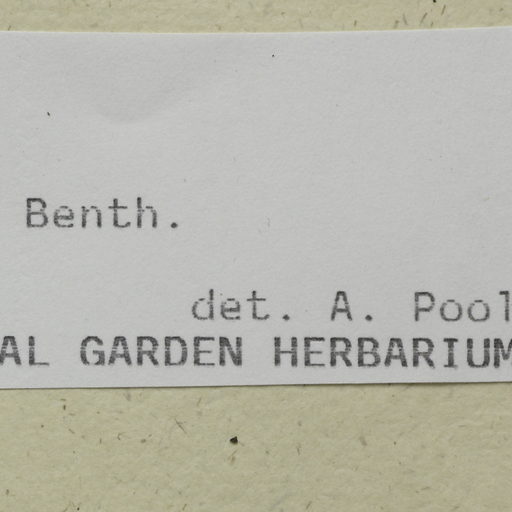 Benth.
det. A. Pool
AL GARDEN HERBARIUM